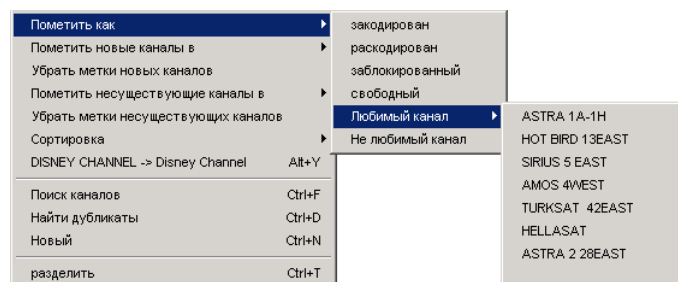 Пометить как
Пометить новые каналы в
Убрать метки новых каналов
Пометить несуществующие каналы в
Убрать метки несуществующих каналов
Сортировка
DISNEY CHANNEL -> Disney Channel Alt+Y
Поиск каналов Ctrl+F
Найти дубликаты Ctrl+D
Новый Ctrl+N
разделить Ctrl+T
закодирован
раскодирован
заблокированный
свободный
Любимый канал
Не любимый канал
ASTRA 1A-1H
HOT BIRD 13EAST
SIRIUS 5 EAST
AMOS 4WEST
TURKSAT 42EAST
HELLASAT
ASTRA 2 28EAST